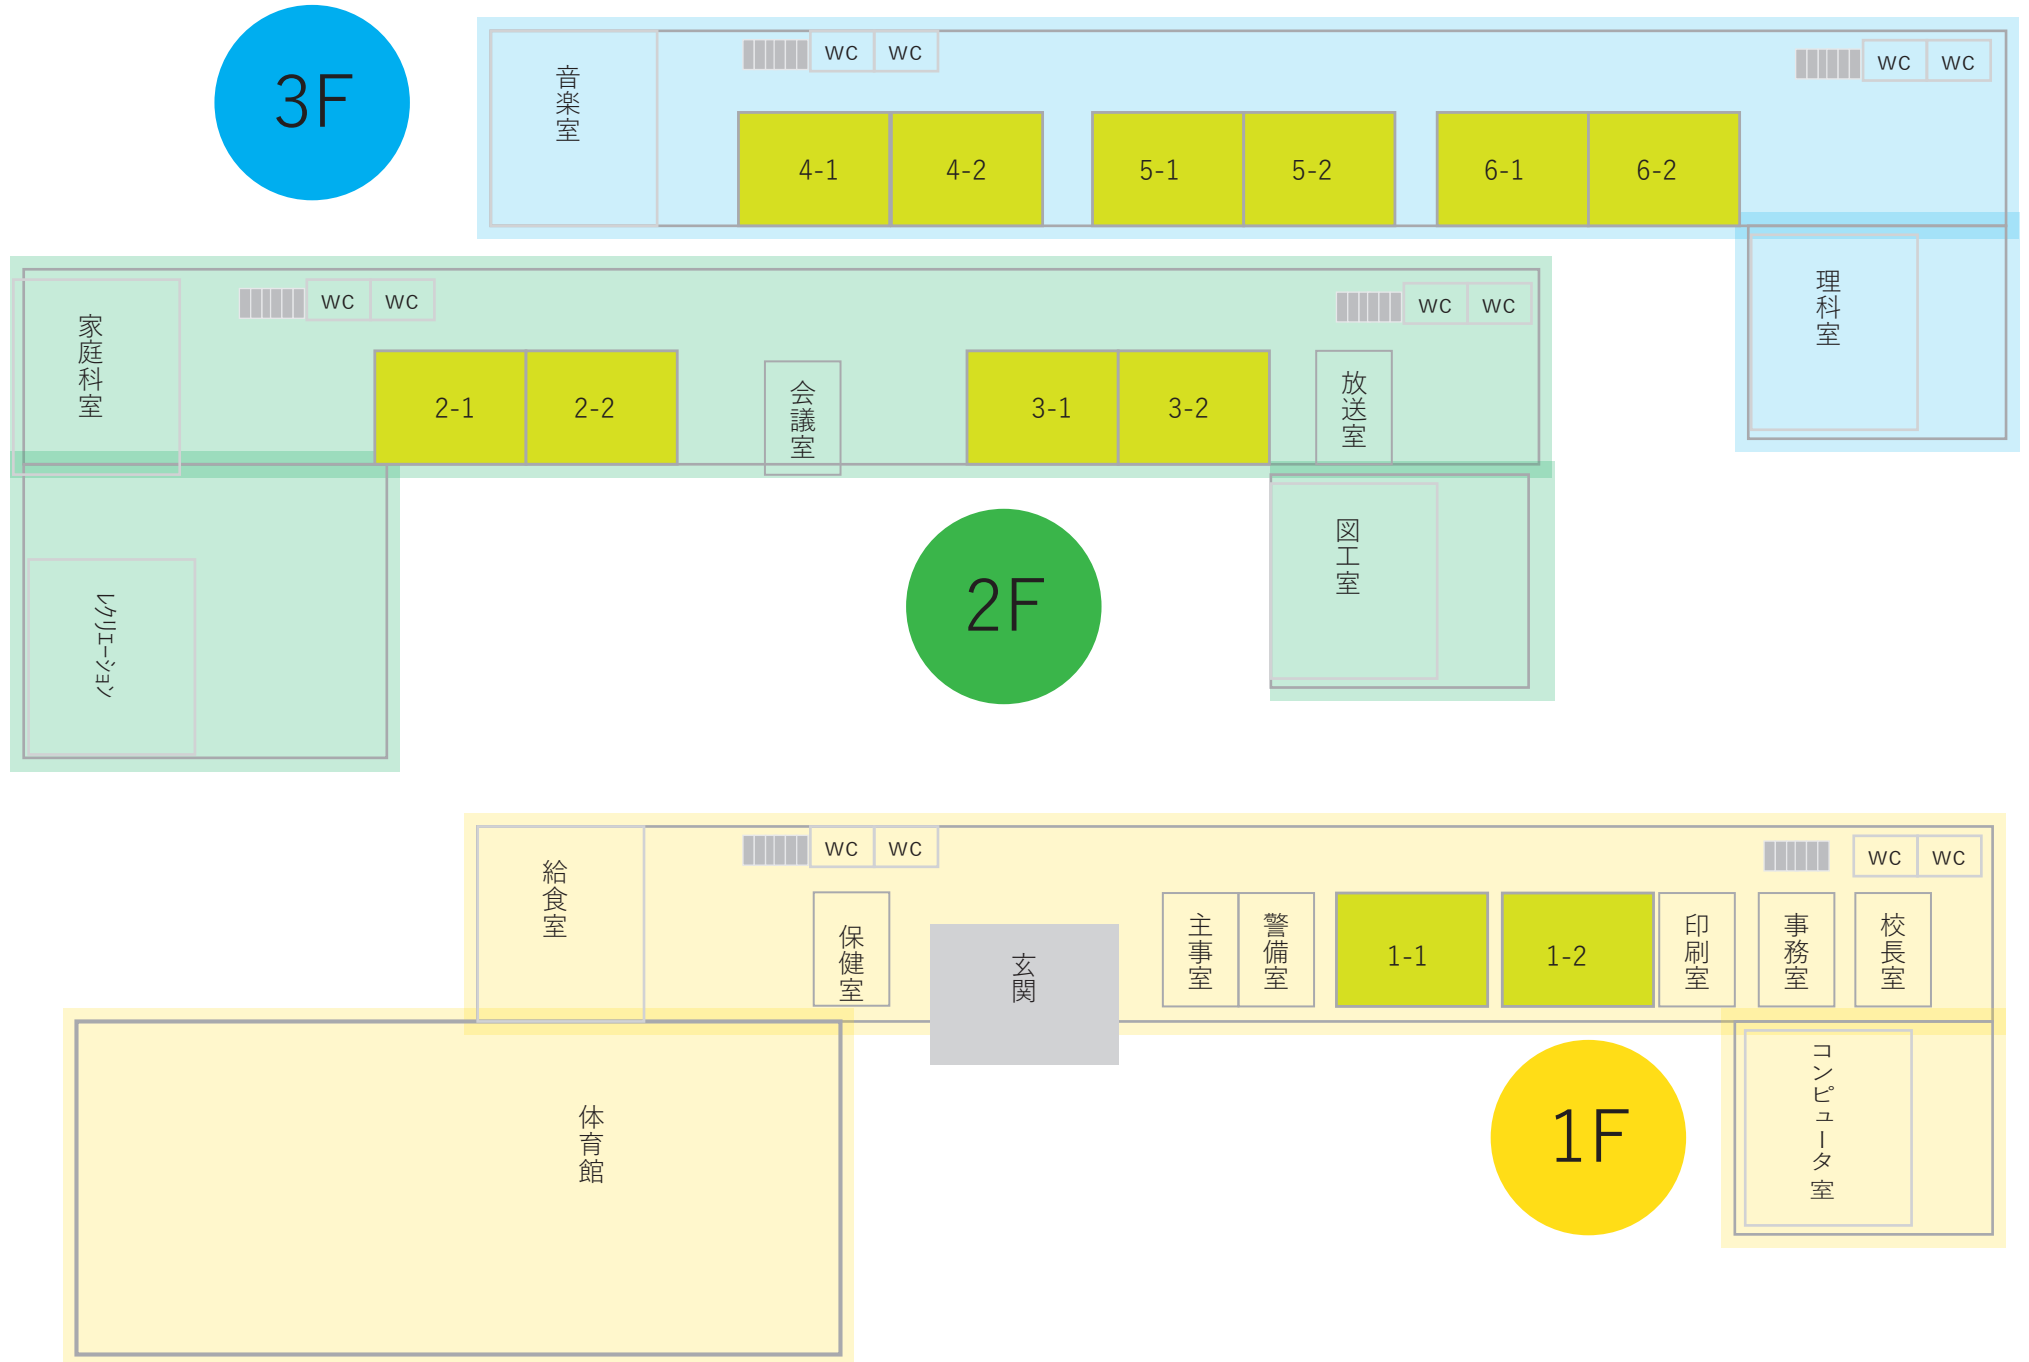 3F
音楽室
wc wc
wc wc
4-1 4-2 5-1 5-2 6-1 6-2
理科室
家庭科室
wc wc
wc wc
2-1 2-2
会議室
3-1 3-2
放送室
図工室
レクリエーション
2F
給食室
wc wc
wc wc
保健室
玄関
主事室
警備室
1-1 1-2
印刷室
事務室
校長室
コンピュータ室
体育館
1F